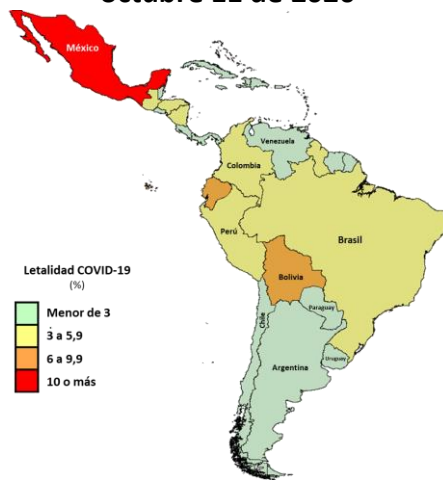 octubre 11 de 2020
México
Venezuela
Colombia
Perú
Brasil
Bolivia
Paraguay
Chile
Uruguay
Argentina
Letalidad COVID-19
(%)
Menor de 3
3 a 5,9
6 a 9,9
10 o más